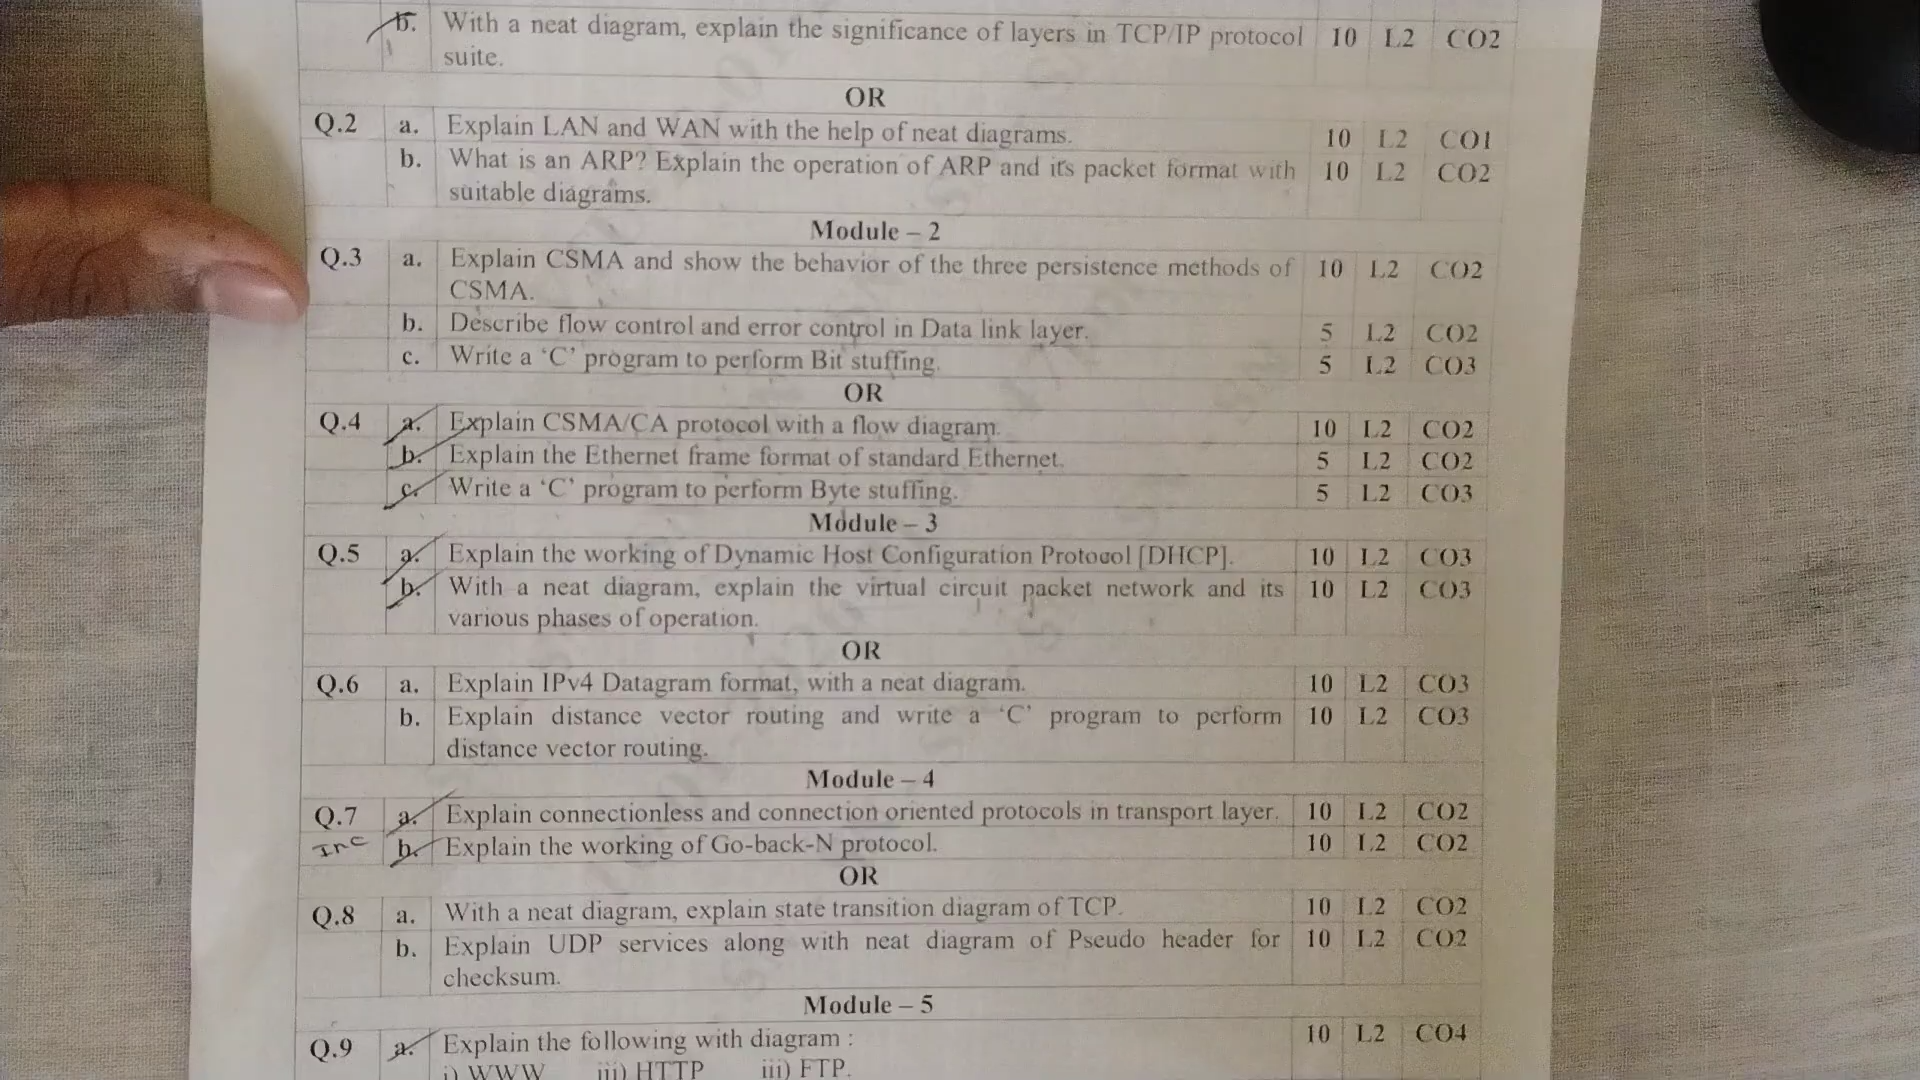 b. With a neat diagram, explain the significance of layers in TCP/IP protocol 10 L2 CO2
suite.
OR
Q.2 a. Explain LAN and WAN with the help of neat diagrams. 10 L2 CO1
b. What is an ARP? Explain the operation of ARP and its packet format with 10 L2 CO2
suitable diagrams.
Module – 2
Q.3 a. Explain CSMA and show the behavior of the three persistence methods of 10 L2 CO2
CSMA.
b. Describe flow control and error control in Data link layer. 5 L2 CO2
c. Write a ‘C’ program to perform Bit stuffing. 5 L2 CO3
OR
Q.4 a. Explain CSMA/CA protocol with a flow diagram. 10 L2 CO2
b. Explain the Ethernet frame format of standard Ethernet. 5 L2 CO2
c. Write a ‘C’ program to perform Byte stuffing. 5 L2 CO3
Module – 3
Q.5 a. Explain the working of Dynamic Host Configuration Protocol [DHCP]. 10 L2 CO3
b. With a neat diagram, explain the virtual circuit packet network and its 10 L2 CO3
various phases of operation.
OR
Q.6 a. Explain IPv4 Datagram format, with a neat diagram. 10 L2 CO3
b. Explain distance vector routing and write a ‘C’ program to perform 10 L2 CO3
distance vector routing.
Module – 4
Q.7 a. Explain connectionless and connection oriented protocols in transport layer. 10 L2 CO2
Inc b. Explain the working of Go-back-N protocol. 10 L2 CO2
OR
Q.8 a. With a neat diagram, explain state transition diagram of TCP. 10 L2 CO2
b. Explain UDP services along with neat diagram of Pseudo header for 10 L2 CO2
checksum.
Module – 5
Q.9 a. Explain the following with diagram : 10 L2 CO4
i) WWW iii) HTTP iii) FTP.